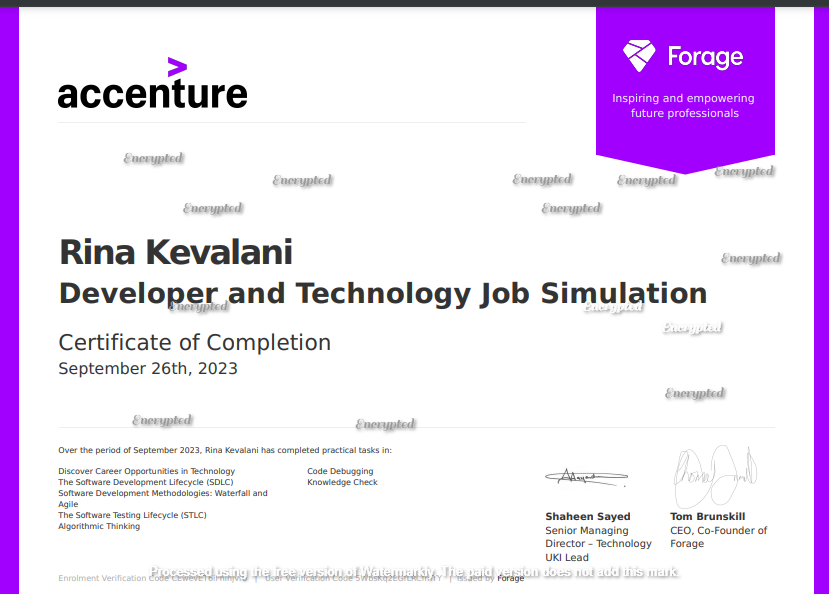 accenture
Forage
Inspiring and empowering
future professionals
Encrypted
Encrypted
Encrypted
Encrypted
Encrypted
Encrypted
Encrypted
Rina Kevalani
Encrypted
Developer and Technology Job Simulation
Encrypted
Encrypted
Encrypted
Certificate of Completion
September 26th, 2023
Encrypted
Encrypted
Encrypted
Over the period of September 2023, Rina Kevalani has completed practical tasks in:
Discover Career Opportunities in Technology
The Software Development Lifecycle (SDLC)
Software Development Methodologies: Waterfall and
Agile
The Software Testing Lifecycle (STLC)
Algorithmic Thinking
Code Debugging
Knowledge Check
Shaheen Sayed
Senior Managing
Director – Technology
UKI Lead
Tom Brunskill
CEO, Co-Founder of
Forage
Processed using the free version of Watermarkly. The paid version does not add this mark.
Enrolment Verification Code | User Verification Code | Issued by Forage